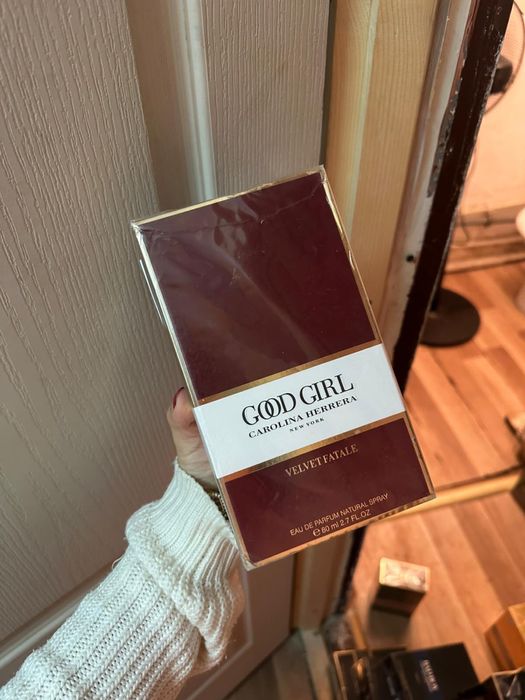 GOOD GIRL
CAROLINA HERRERA
NEW YORK
VELVET FATALE
EAU DE PARFUM NATURAL SPRAY
℮ 80 ml 2.7 FL.OZ